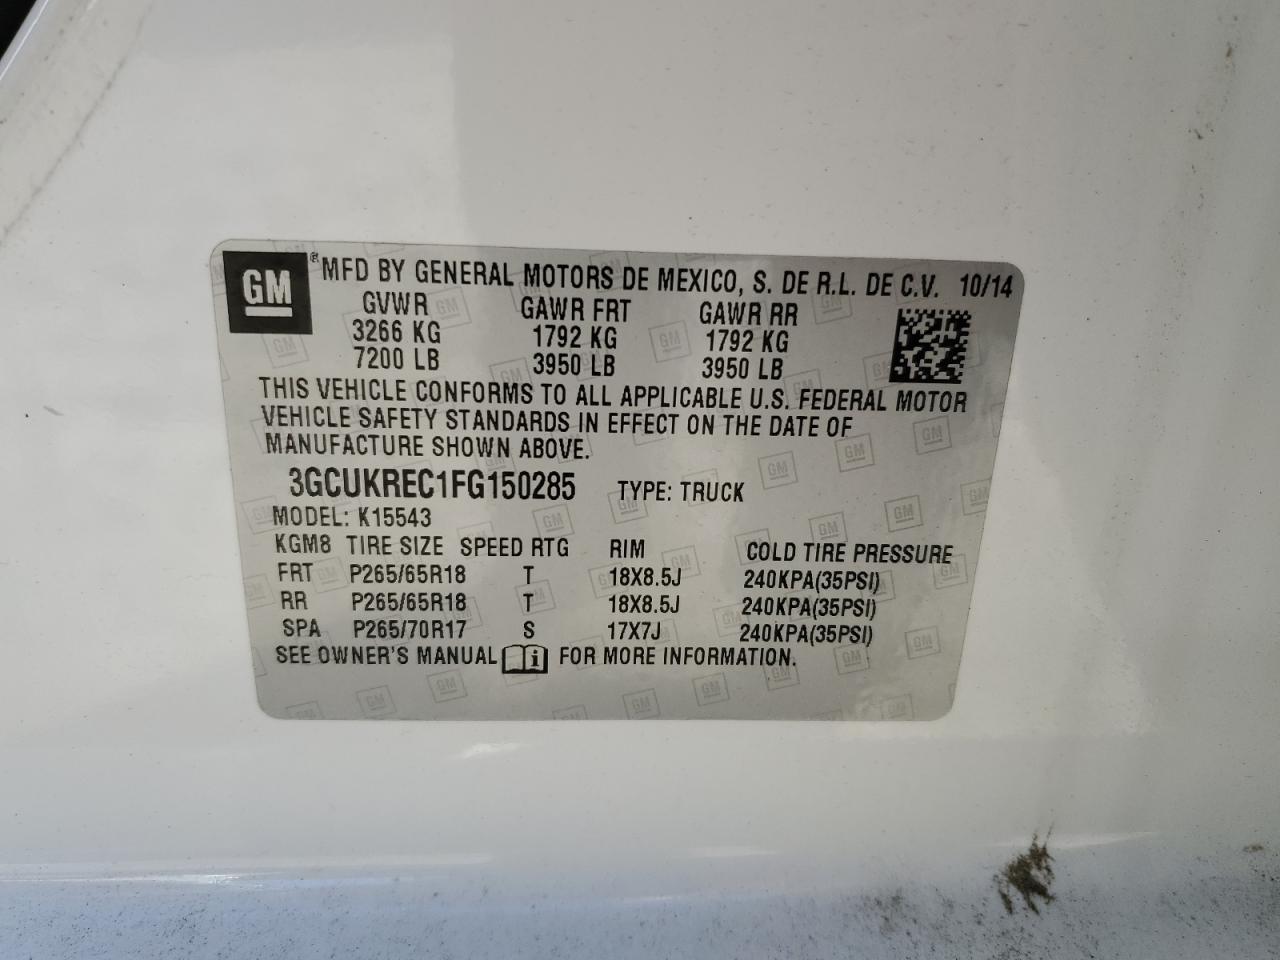 GM ® MFD BY GENERAL MOTORS DE MEXICO, S. DE R.L. DE C.V. 10/14
GVWR GAWR FRT GAWR RR
3266 KG 1792 KG 1792 KG
7200 LB 3950 LB 3950 LB
THIS VEHICLE CONFORMS TO ALL APPLICABLE U.S. FEDERAL MOTOR
VEHICLE SAFETY STANDARDS IN EFFECT ON THE DATE OF
MANUFACTURE SHOWN ABOVE.
3GCUKREC1FG150285 TYPE: TRUCK
MODEL: K15543
KGM8 TIRE SIZE SPEED RTG RIM COLD TIRE PRESSURE
FRT P265/65R18 T 18X8.5J 240KPA(35PSI)
RR P265/65R18 T 18X8.5J 240KPA(35PSI)
SPA P265/70R17 S 17X7J 240KPA(35PSI)
SEE OWNER'S MANUAL i FOR MORE INFORMATION.